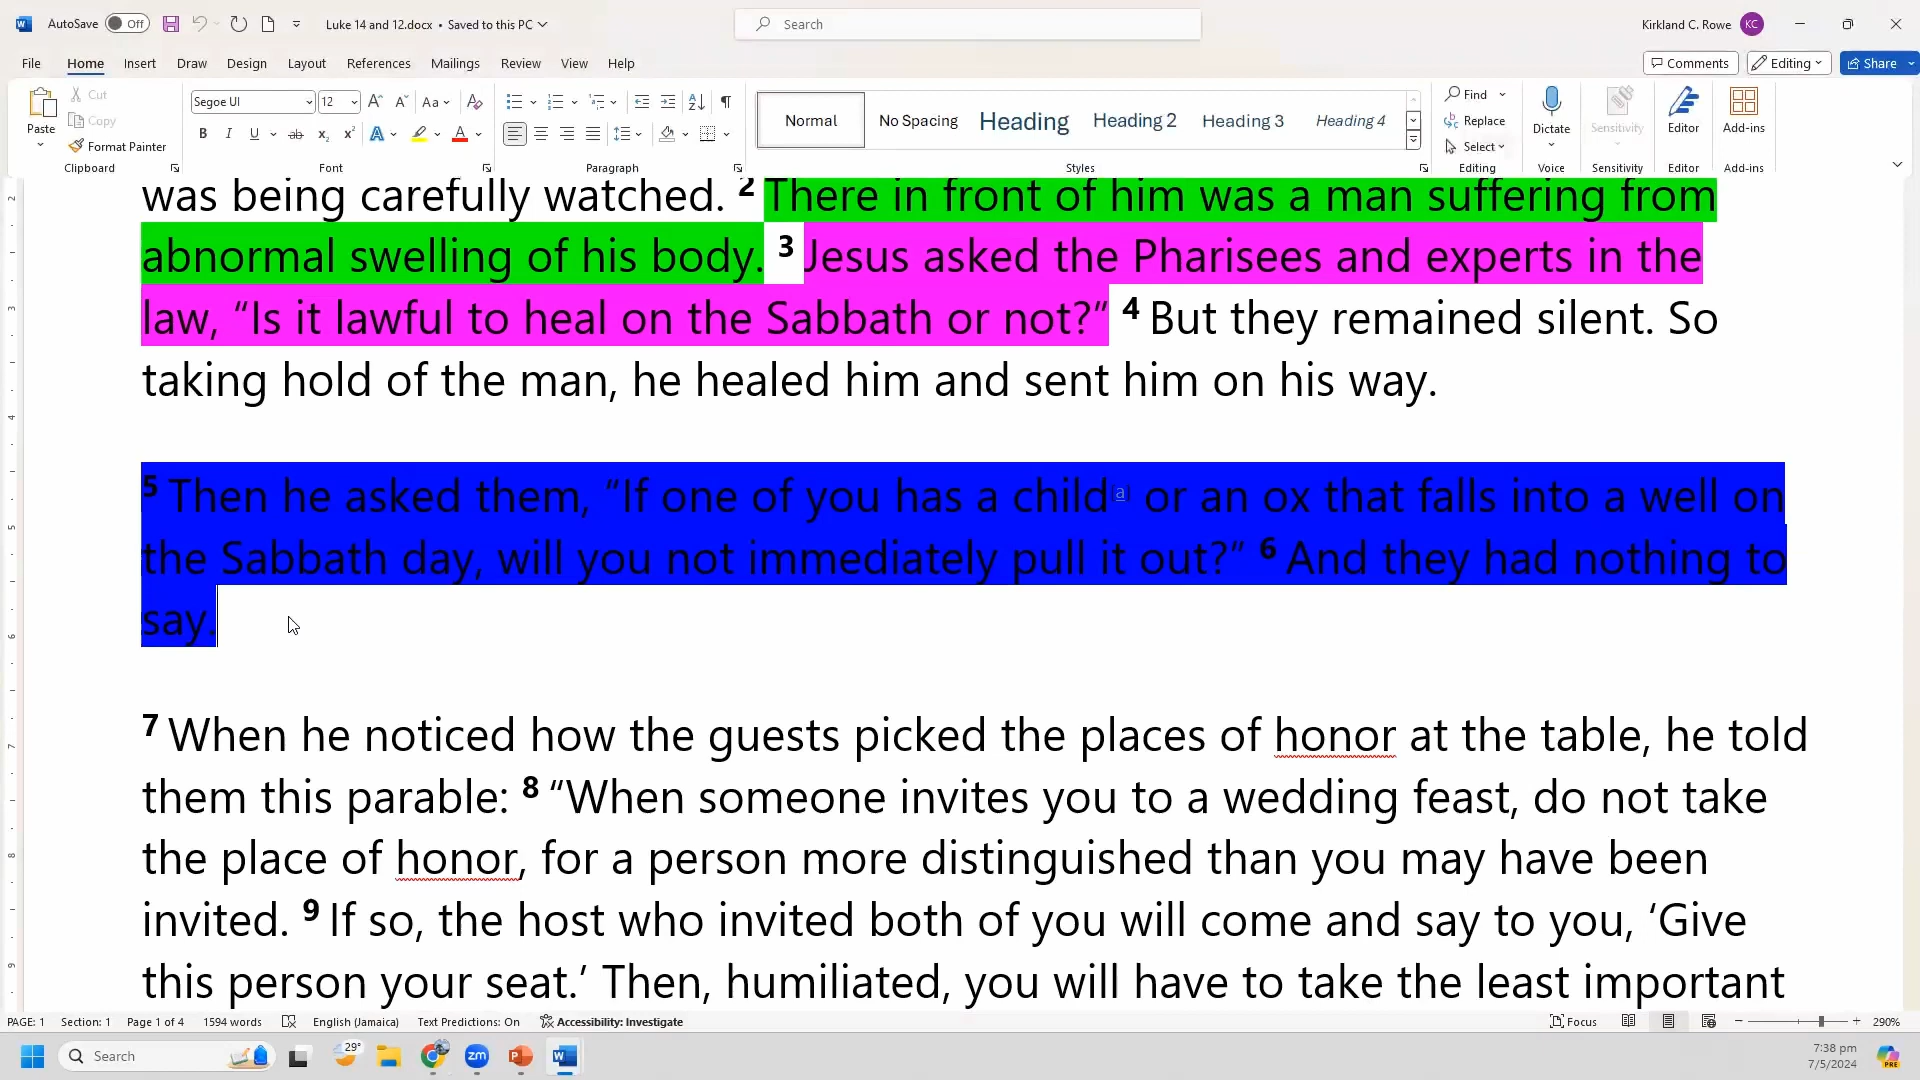 AutoSave Off Luke 14 and 12.docx • Saved to this PC Search Kirkland C. Rowe KC
File Home Insert Draw Design Layout References Mailings Review View Help Comments Editing Share
Paste Cut Copy Format Painter Clipboard
Segoe UI 12 Font
Paragraph
Normal No Spacing Heading Heading 2 Heading 3 Heading 4 Styles
Find Replace Select Editing
Dictate Voice
Sensitivity Sensitivity
Editor Editor
Add-ins Add-ins
was being carefully watched. 2 There in front of him was a man suffering from
abnormal swelling of his body. 3 Jesus asked the Pharisees and experts in the
law, “Is it lawful to heal on the Sabbath or not?” 4 But they remained silent. So
taking hold of the man, he healed him and sent him on his way.
5 Then he asked them, “If one of you has a child[a] or an ox that falls into a well on
the Sabbath day, will you not immediately pull it out?” 6 And they had nothing to
say.
7 When he noticed how the guests picked the places of honor at the table, he told
them this parable: 8 “When someone invites you to a wedding feast, do not take
the place of honor, for a person more distinguished than you may have been
invited. 9 If so, the host who invited both of you will come and say to you, ‘Give
this person your seat.’ Then, humiliated, you will have to take the least important
PAGE: 1 Section: 1 Page 1 of 4 1594 words English (Jamaica) Text Predictions: On Accessibility: Investigate Focus 290%
Search 29° zm 7:38 pm
7/5/2024